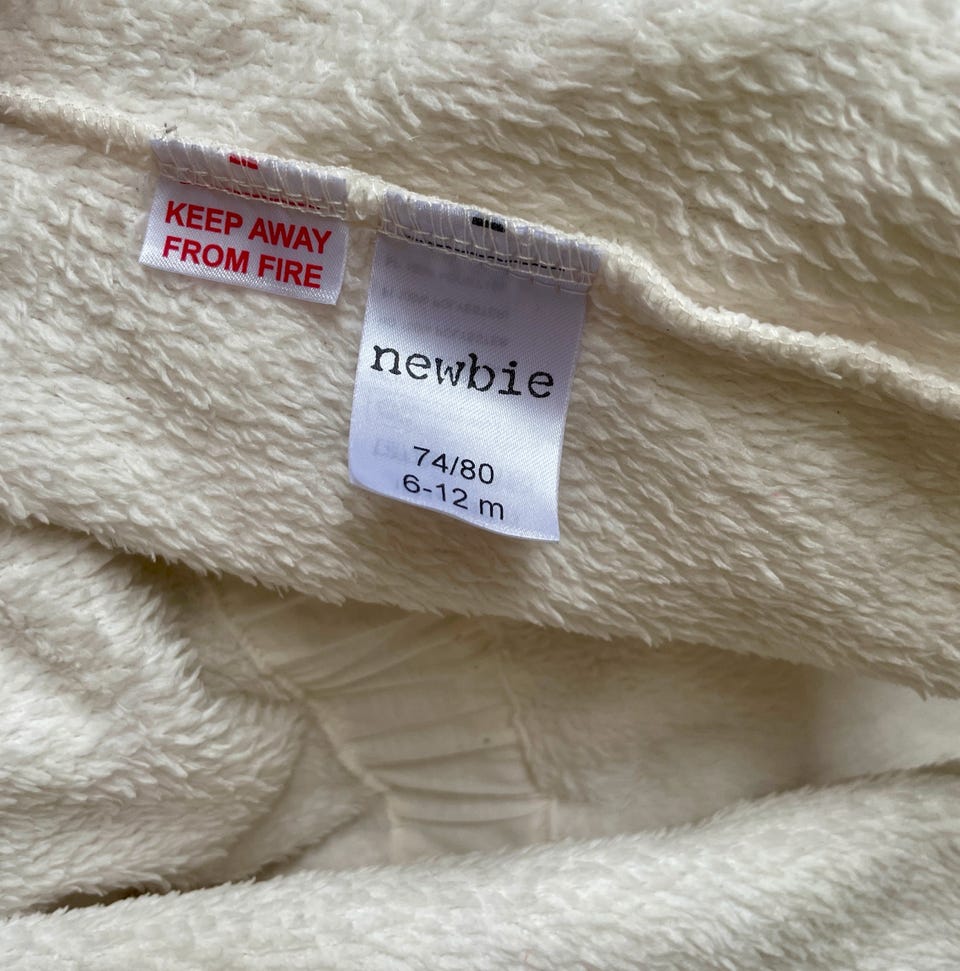 KEEP AWAY
FROM FIRE
newbie
74/80
6-12 m